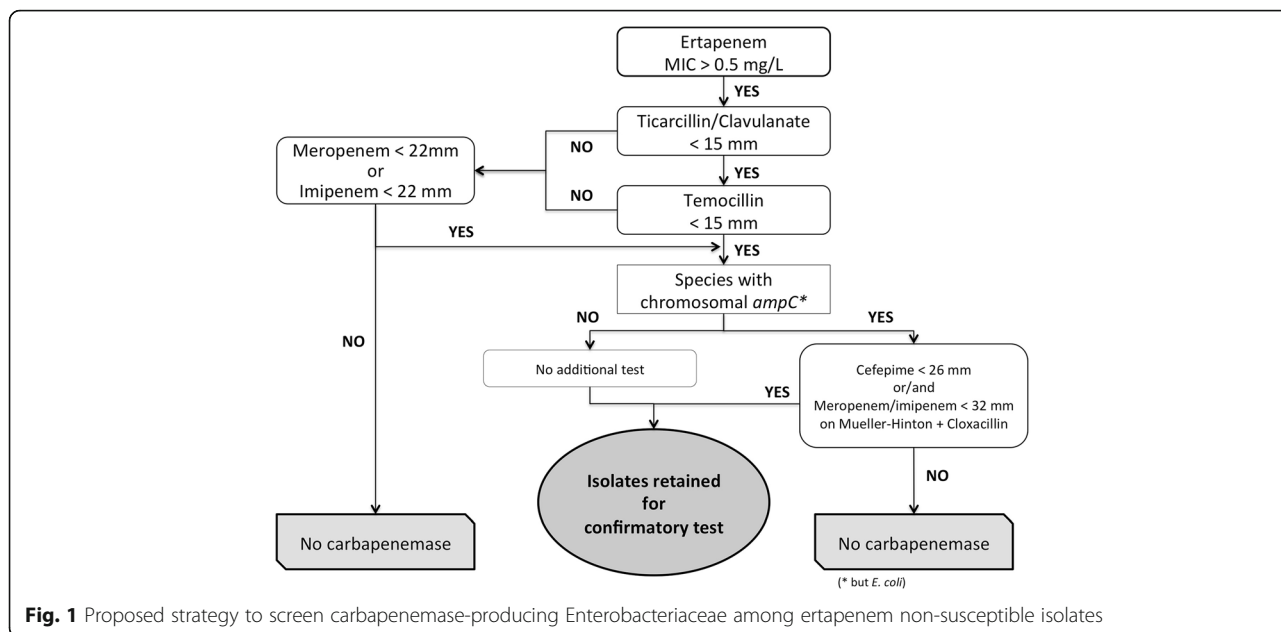 Ertapenem
MIC > 0.5 mg/L
YES
Ticarcillin/Clavulanate
< 15 mm
NO
Meropenem < 22mm
or
Imipenem < 22 mm
YES
NO
Temocillin
< 15 mm
YES
YES
Species with
chromosomal ampC*
NO
YES
NO
No additional test
YES
Cefepime < 26 mm
or/and
Meropenem/imipenem < 32 mm
on Mueller-Hinton + Cloxacillin
NO
Isolates retained
for
confirmatory test
No carbapenemase
No carbapenemase
(* but E. coli)
Fig. 1 Proposed strategy to screen carbapenemase-producing Enterobacteriaceae among ertapenem non-susceptible isolates